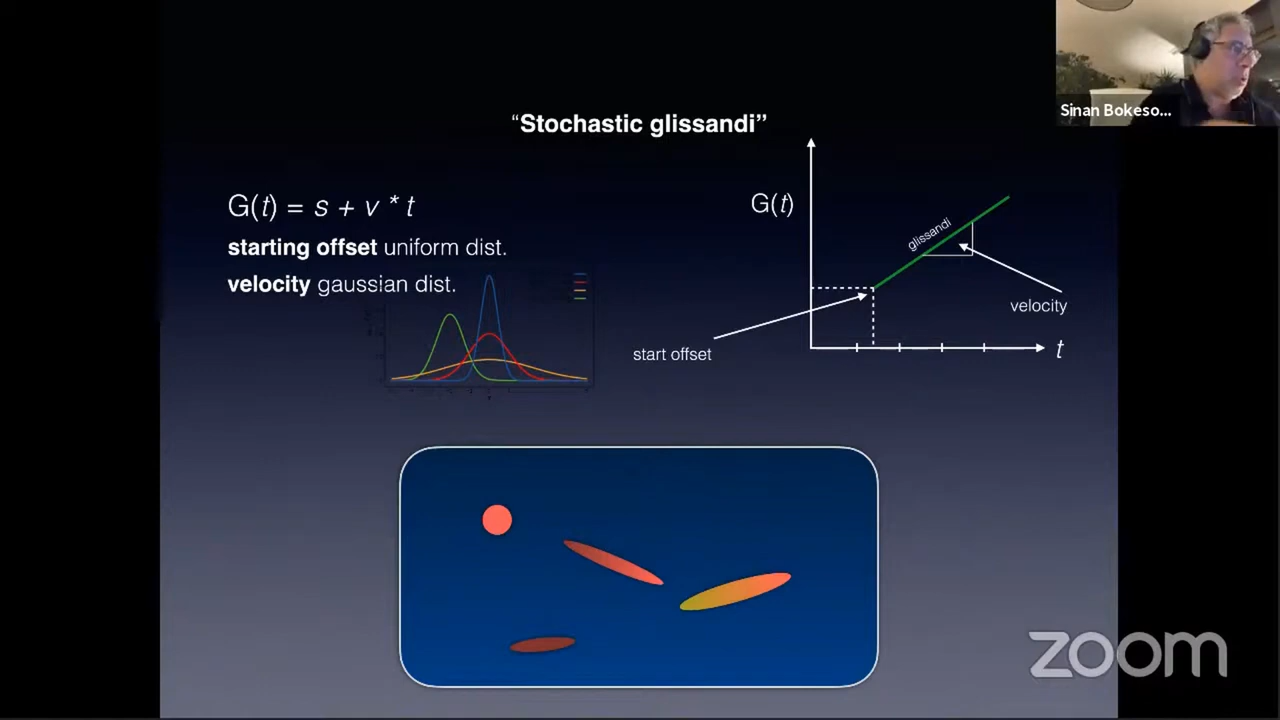 Sinan Bokeso...
“Stochastic glissandi”
G(t) = s + v * t
starting offset uniform dist.
velocity gaussian dist.
G(t)
glissandi
velocity
start offset
t
zoom